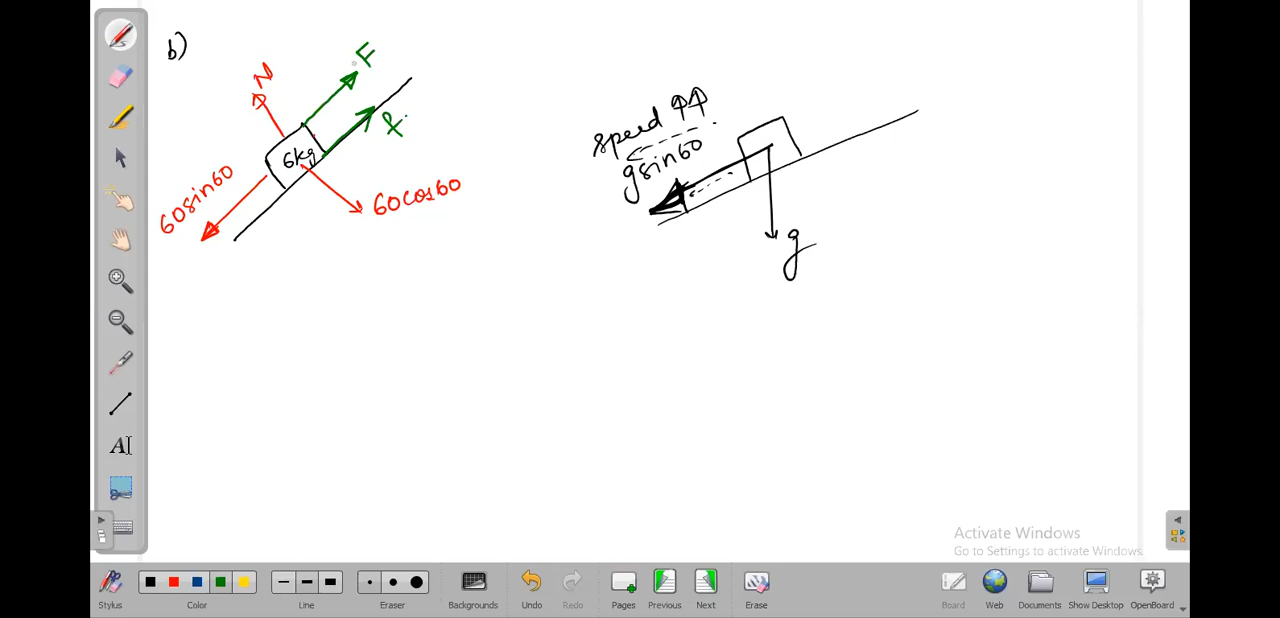 b)
N
F
f.
6kg
60sin60
60cos60
speed ↑↑
gsin60
g
A
Activate Windows
Go to Settings to activate Windows.
Stylus
Color
Line
Eraser
Backgrounds
Undo
Redo
Pages
Previous
Next
Erase
Board
Web
Documents
Show Desktop
OpenBoard